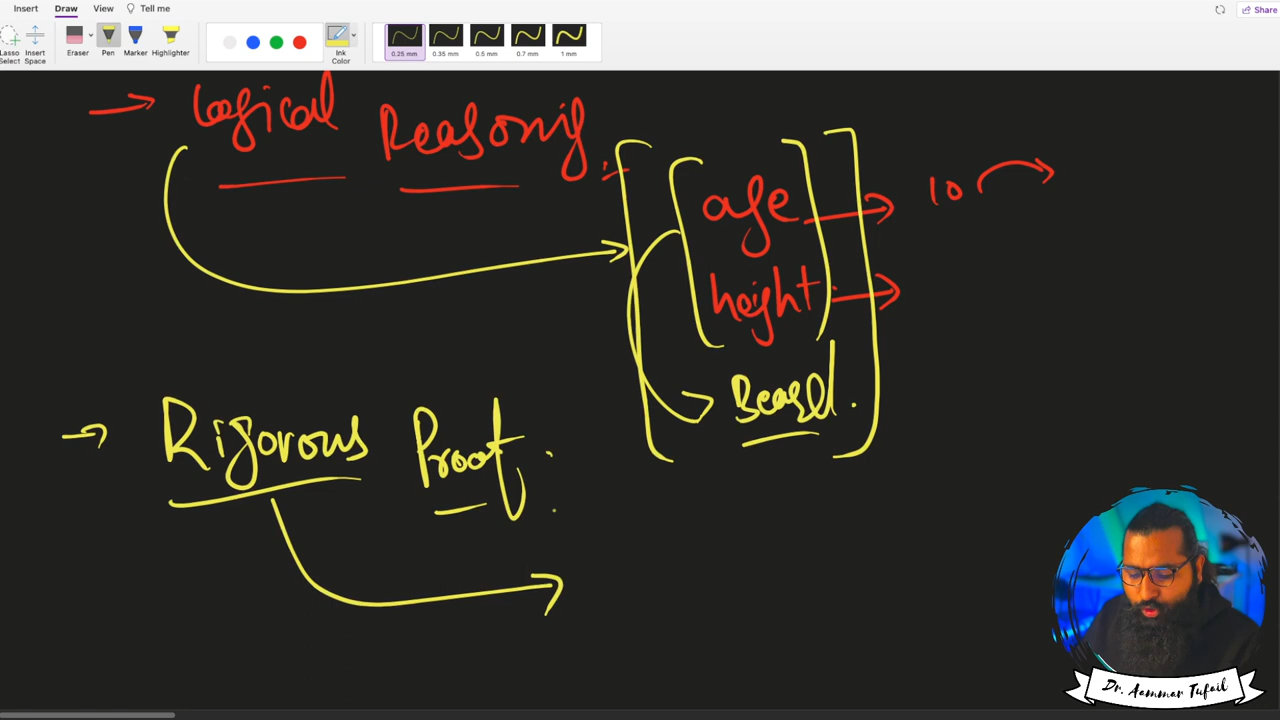 Insert Draw View Tell me
Share
Lasso Select
Insert Space
Eraser
Pen
Marker
Highlighter
Ink Color
0.25 mm
0.35 mm
0.5 mm
0.7 mm
1 mm
→ Logical Reasoning :
age → 10
height →
→ Beard.
→ Rigorous Proof :
Dr. Aammar Tufail